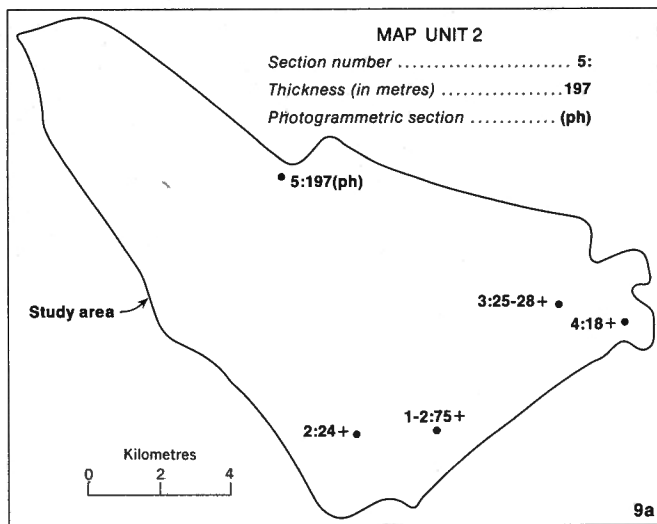 MAP UNIT 2
Section number ........................ 5:
Thickness (in metres) ................. 197
Photogrammetric section ............ (ph)
5:197(ph)
3:25-28+
Study area
4:18+
1-2:75+
2:24+
Kilometres
0 2 4
9a